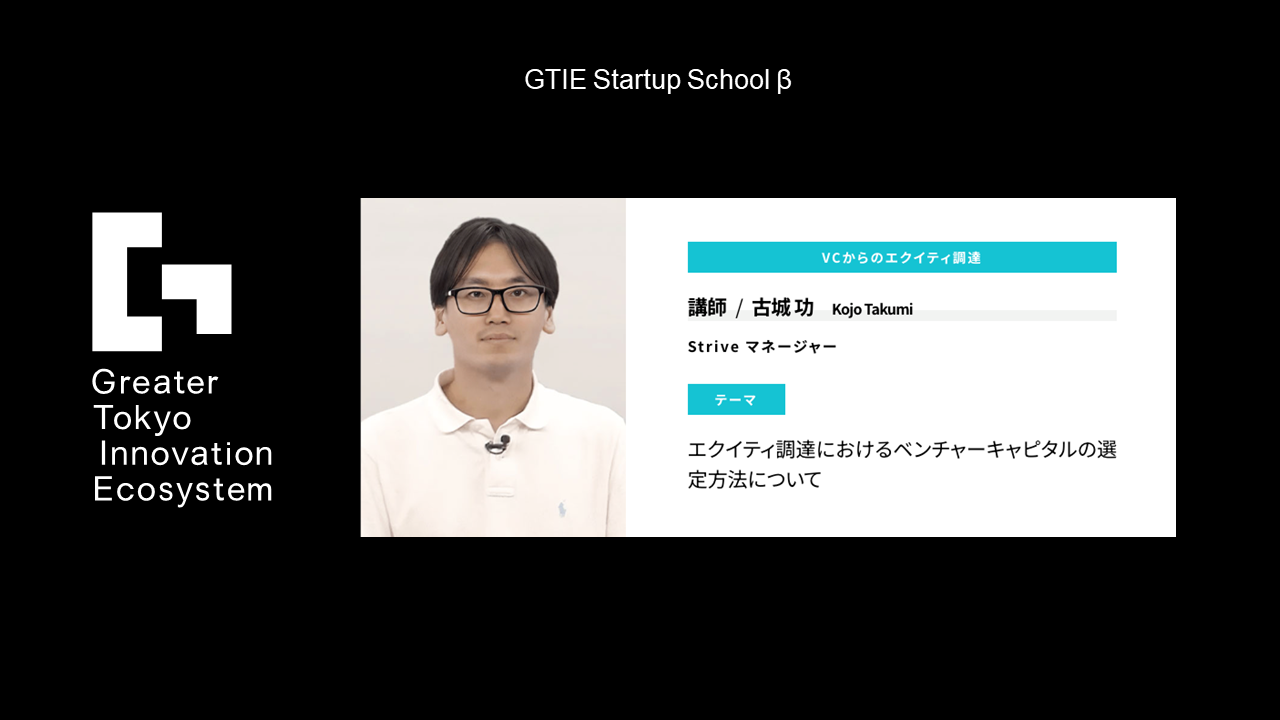 GTIE Startup School β
Greater
Tokyo
Innovation
Ecosystem
VCからのエクイティ調達
講師 / 古城 功 Kojo Takumi
Strive マネージャー
テーマ
エクイティ調達におけるベンチャーキャピタルの選
定方法について